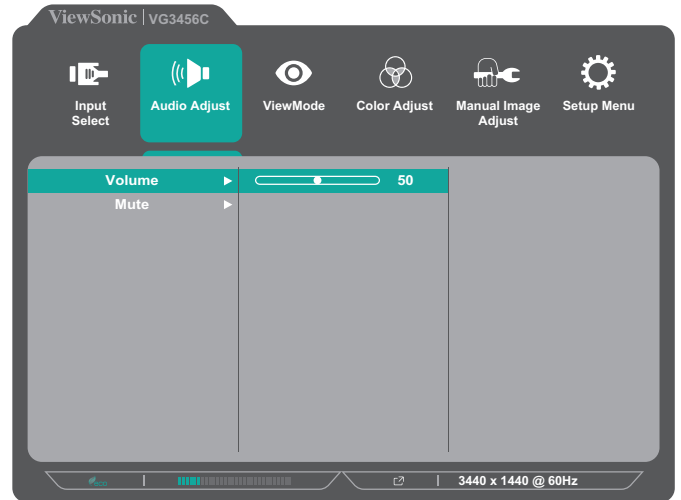 ViewSonic | VG3456C
Input Select
Audio Adjust
ViewMode
Color Adjust
Manual Image Adjust
Setup Menu
Volume
50
Mute
eco
3440 x 1440 @ 60Hz